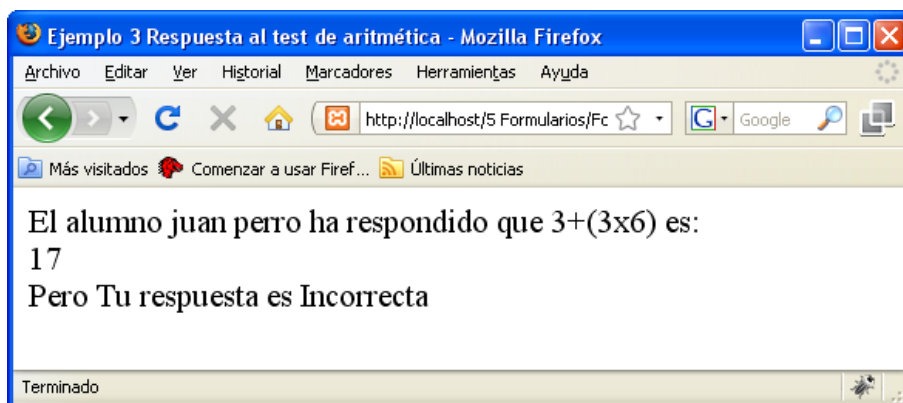 Ejemplo 3 Respuesta al test de aritmética - Mozilla Firefox
Archivo Editar Ver Historial Marcadores Herramientas Ayuda
http://localhost/5 Formularios/Fc G Google
Más visitados Comenzar a usar Firef... Últimas noticias
El alumno juan perro ha respondido que 3+(3x6) es:
17
Pero Tu respuesta es Incorrecta
Terminado